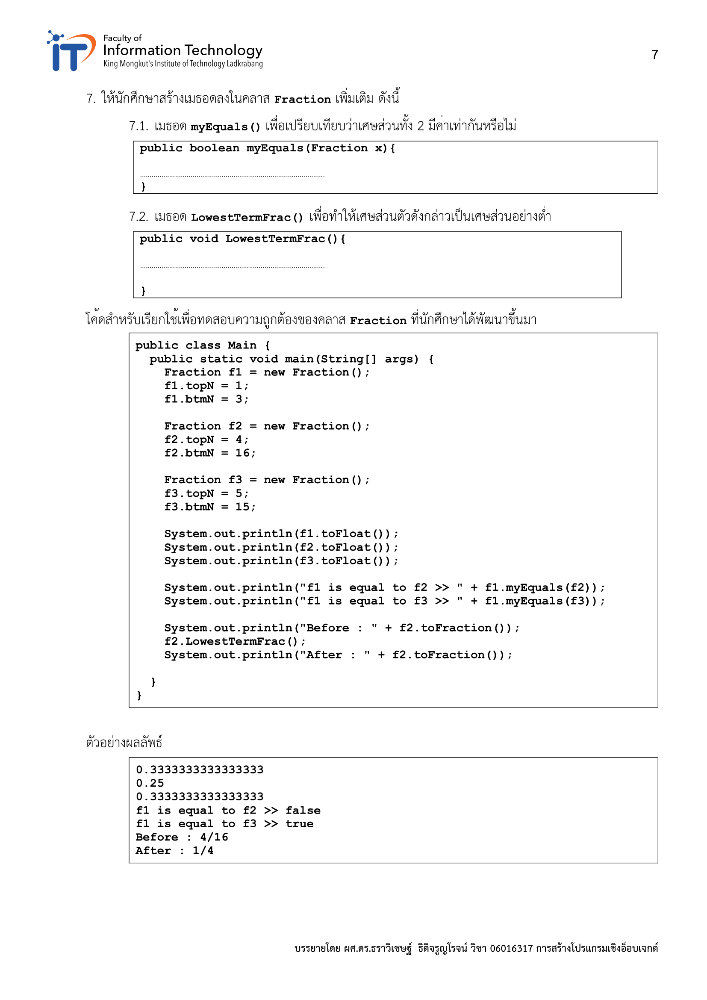 Faculty of
Information Technology
King Mongkut's Institute of Technology Ladkrabang
7
7. ให้นักศึกษาสร้างเมธอดลงในคลาส Fraction เพิ่มเติม ดังนี้
7.1. เมธอด myEquals() เพื่อเปรียบเทียบว่าเศษส่วนทั้ง 2 มีค่าเท่ากันหรือไม่
public boolean myEquals(Fraction x){
................................................................................................
}
7.2. เมธอด LowestTermFrac() เพื่อทำให้เศษส่วนตัวดังกล่าวเป็นเศษส่วนอย่างต่ำ
public void LowestTermFrac(){
................................................................................................
}
โค้ดสำหรับเรียกใช้เพื่อทดสอบความถูกต้องของคลาส Fraction ที่นักศึกษาได้พัฒนาขึ้นมา
public class Main {
  public static void main(String[] args) {
    Fraction f1 = new Fraction();
    f1.topN = 1;
    f1.btmN = 3;
    Fraction f2 = new Fraction();
    f2.topN = 4;
    f2.btmN = 16;
    Fraction f3 = new Fraction();
    f3.topN = 5;
    f3.btmN = 15;
    System.out.println(f1.toFloat());
    System.out.println(f2.toFloat());
    System.out.println(f3.toFloat());
    System.out.println("f1 is equal to f2 >> " + f1.myEquals(f2));
    System.out.println("f1 is equal to f3 >> " + f1.myEquals(f3));
    System.out.println("Before : " + f2.toFraction());
    f2.LowestTermFrac();
    System.out.println("After : " + f2.toFraction());
  }
}
ตัวอย่างผลลัพธ์
0.3333333333333333
0.25
0.3333333333333333
f1 is equal to f2 >> false
f1 is equal to f3 >> true
Before : 4/16
After : 1/4
บรรยายโดย ผศ.ดร.ธราวิเชษฐ์ ธิติจรูญโรจน์ วิชา 06016317 การสร้างโปรแกรมเชิงอ็อบเจกต์